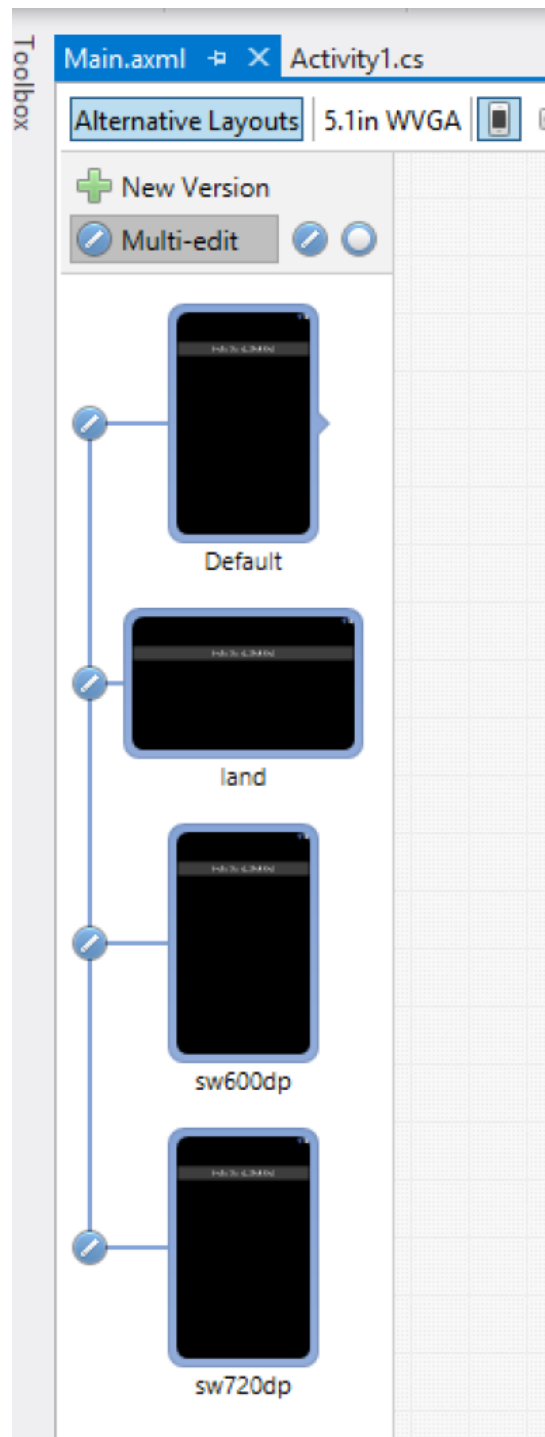 Toolbox
Main.axml Activity1.cs
Alternative Layouts 5.1in WVGA
New Version
Multi-edit
Default
land
sw600dp
sw720dp